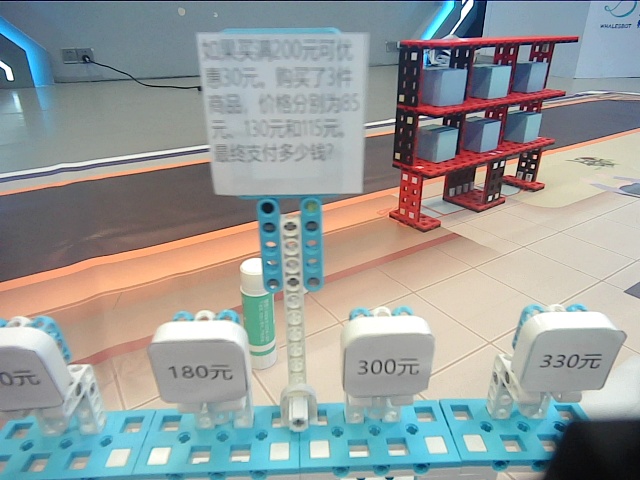 如果买满200元可优
惠30元。购买了3件
商品，价格分别为85
元、130元和115元。
最终支付多少钱?
0元
180元
300元
330元
WHALESBOT